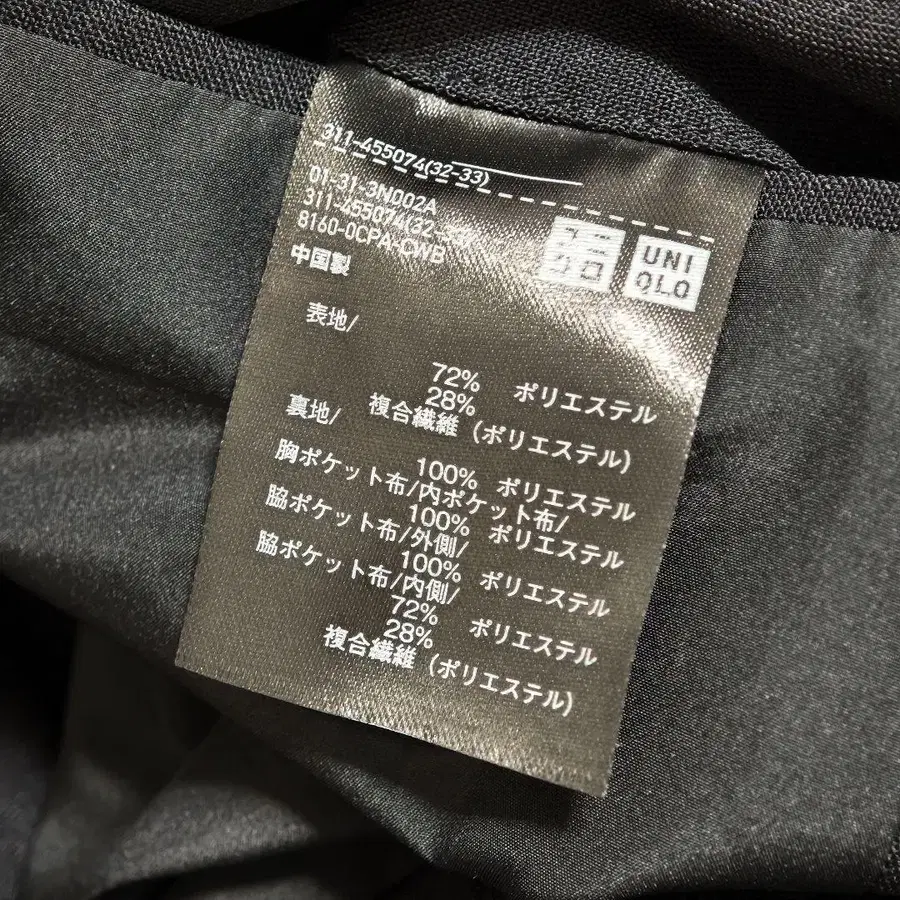 311-455074(32-33)
01-31-3N002A
311-455074(32-33)
8160-0CPA-CWB
中国製
ユニ
クロ
UNI
QLO
表地/
72% ポリエステル
28%
複合繊維 (ポリエステル)
裏地/
100% ポリエステル
胸ポケット布/内ポケット布/
100% ポリエステル
脇ポケット布/外側/
100% ポリエステル
脇ポケット布/内側/
72% ポリエステル
28%
複合繊維 (ポリエステル)